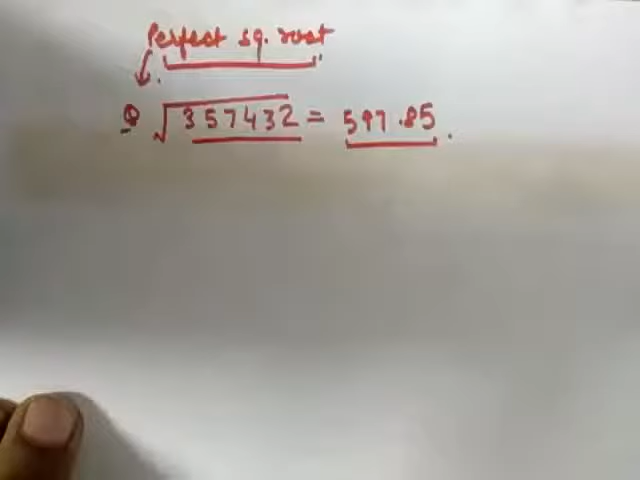 Perfect sq. root
Q √357432 = 597.85.